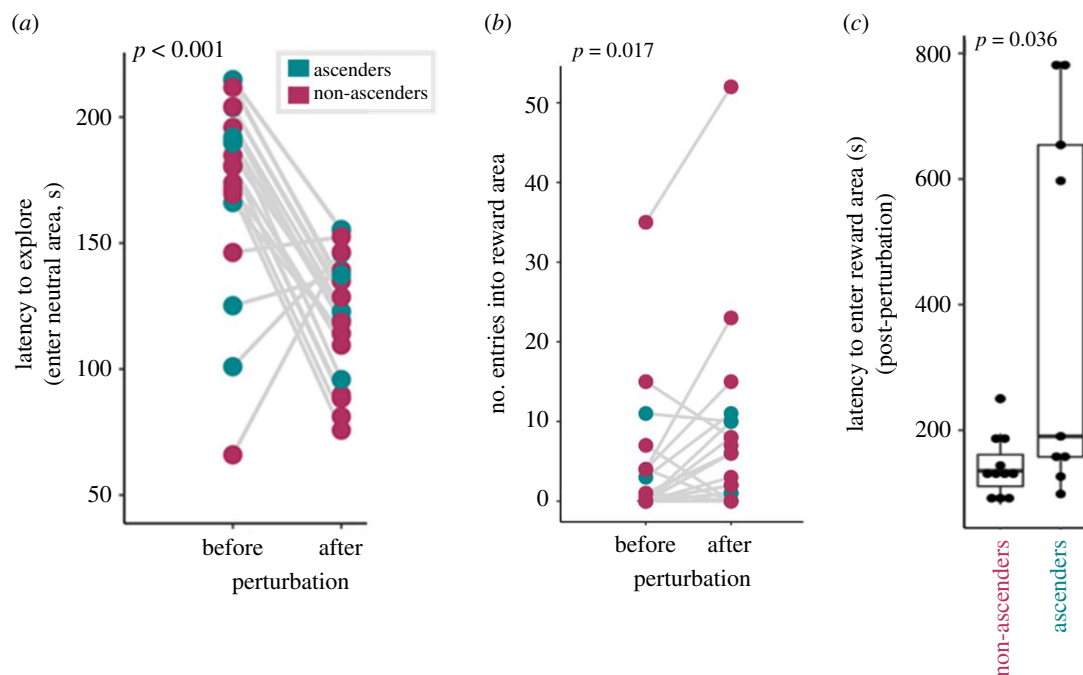 (a)
p < 0.001
ascenders
non-ascenders
latency to explore
(enter neutral area, s)
200
150
100
50
before after
perturbation
(b)
p = 0.017
no. entries into reward area
50
40
30
20
10
0
before after
perturbation
(c)
p = 0.036
latency to enter reward area (s)
(post-perturbation)
800
600
400
200
non-ascenders
ascenders